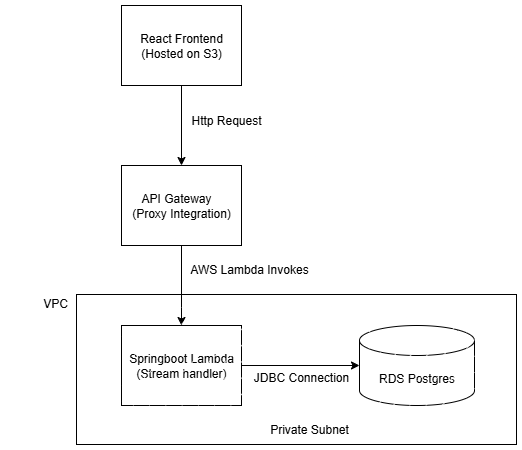 React Frontend
(Hosted on S3)
Http Request
API Gateway
(Proxy Integration)
AWS Lambda Invokes
VPC
Springboot Lambda
(Stream handler)
JDBC Connection
RDS Postgres
Private Subnet